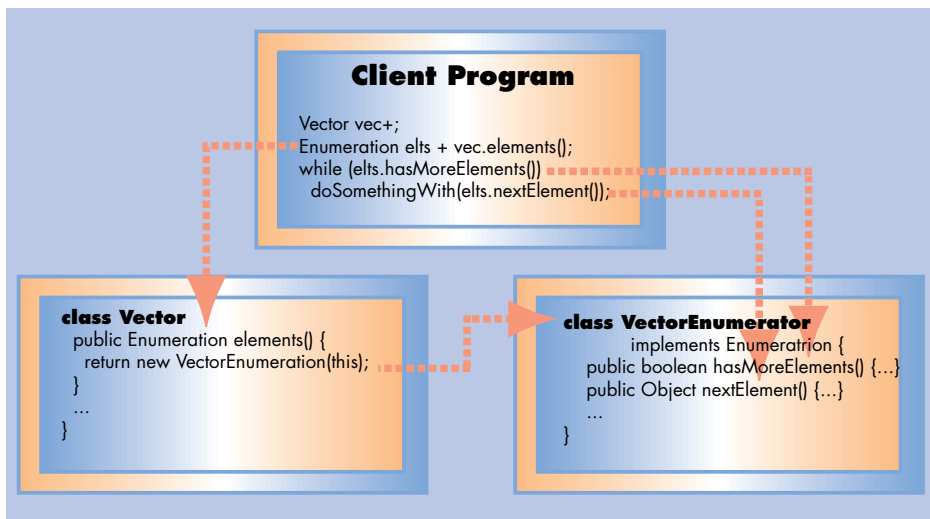 Client Program
Vector vec+;
Enumeration elts + vec.elements();
while (elts.hasMoreElements())
doSomethingWith(elts.nextElement());
class Vector
public Enumeration elements() {
return new VectorEnumeration(this);
}
...
}
class VectorEnumerator
implements Enumeratrion {
public boolean hasMoreElements() {...}
public Object nextElement() {...}
...
}